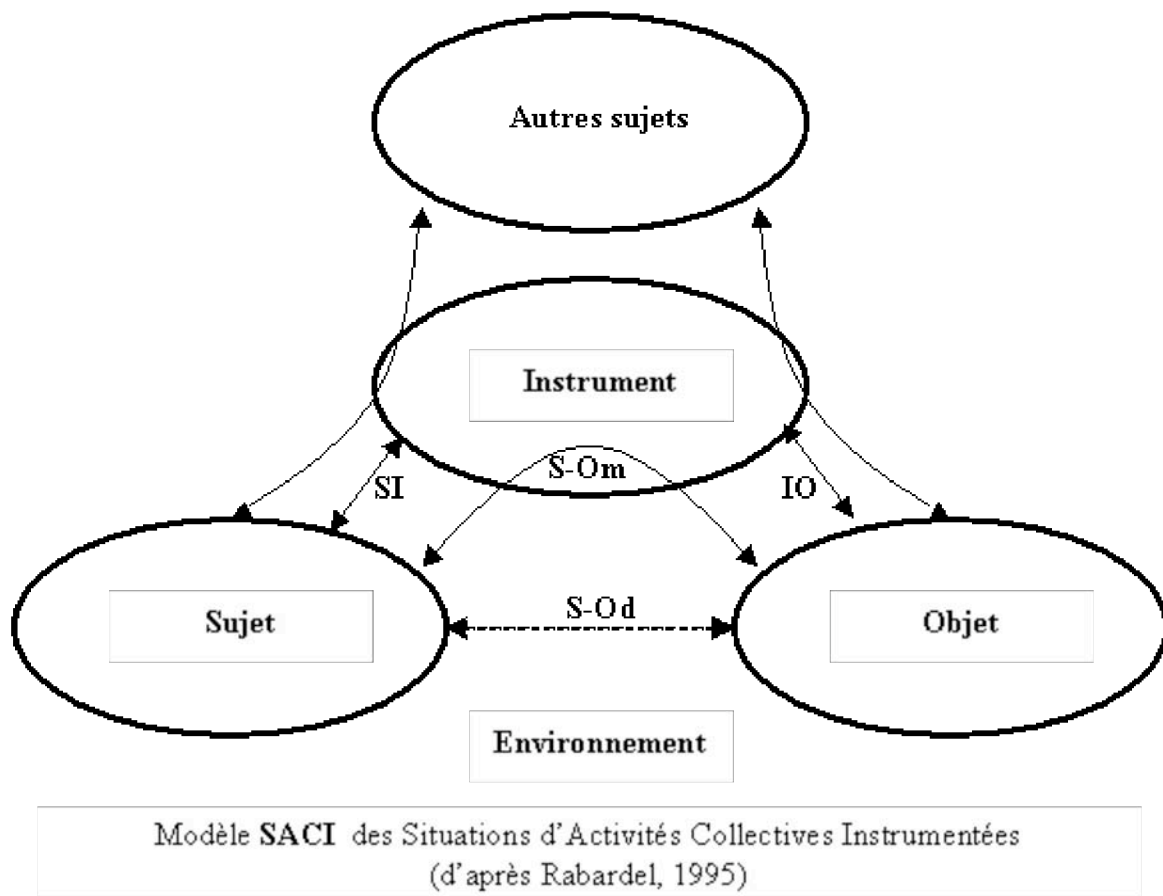 Autres sujets
Instrument
S-Om
SI
IO
S-Od
Sujet
Objet
Environnement
Modèle SACI des Situations d'Activités Collectives Instrumentées
(d'après Rabardel, 1995)